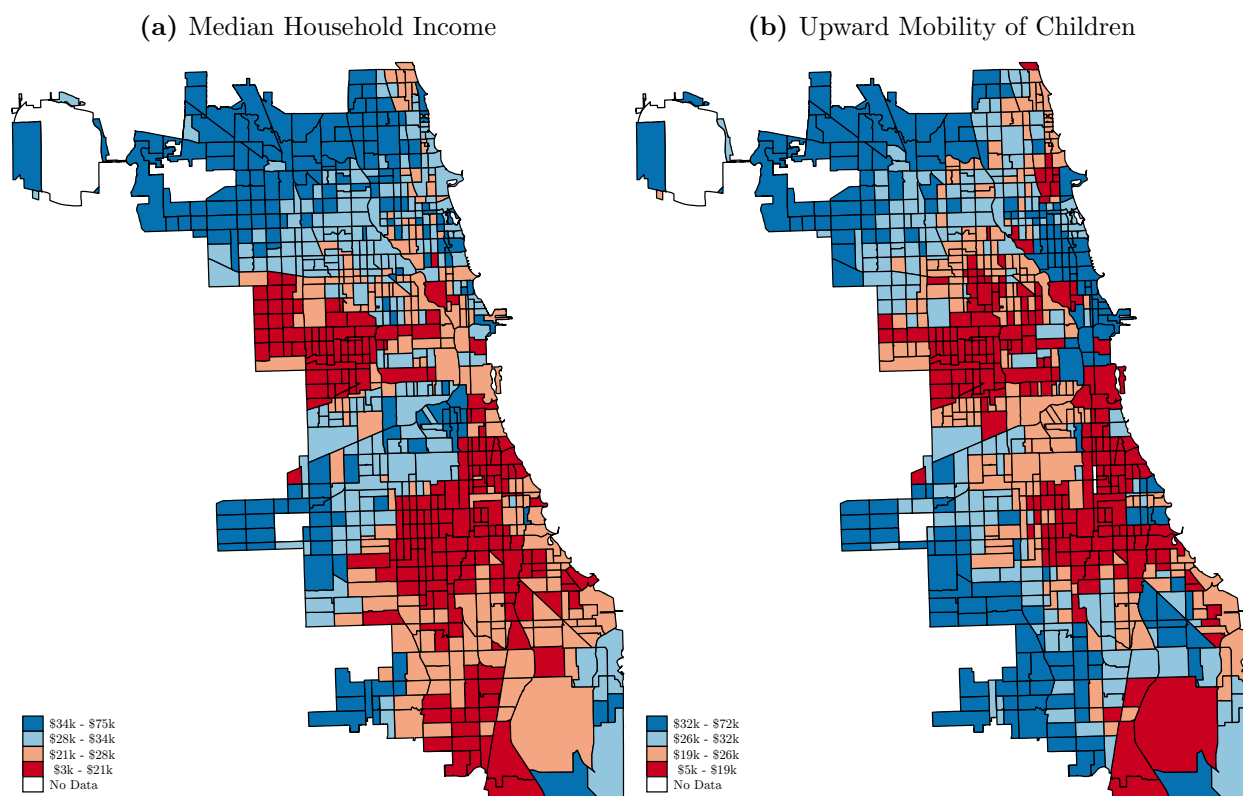 (a) Median Household Income
(b) Upward Mobility of Children
$34k - $75k
$28k - $34k
$21k - $28k
$3k - $21k
No Data
$32k - $72k
$26k - $32k
$19k - $26k
$5k - $19k
No Data